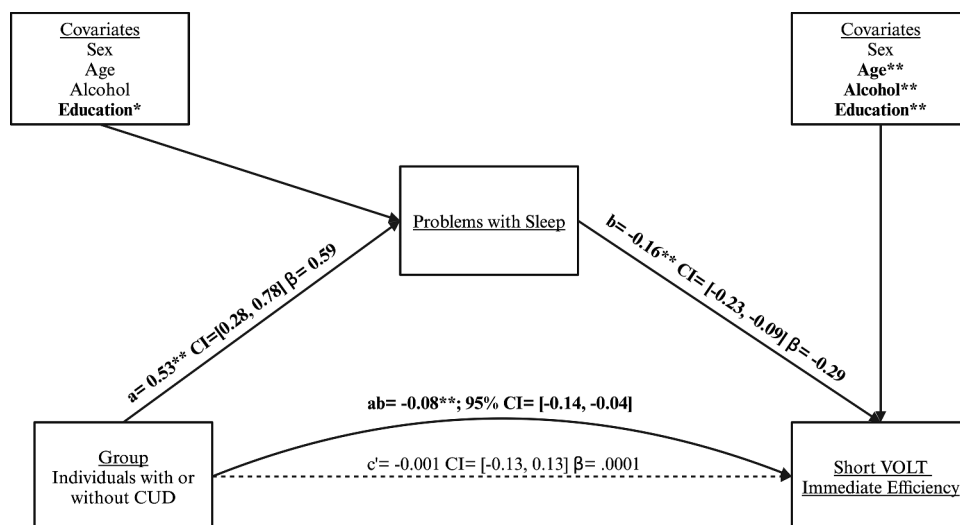 Covariates
Sex
Age
Alcohol
Education*
Covariates
Sex
Age**
Alcohol**
Education**
Problems with Sleep
a= 0.53** CI=[0.28, 0.78] β= 0.59
b= -0.16** CI= [-0.23, -0.09] β= -0.29
ab= -0.08**; 95% CI= [-0.14, -0.04]
c'= -0.001 CI= [-0.13, 0.13] β= .0001
Group
Individuals with or
without CUD
Short VOLT
Immediate Efficiency